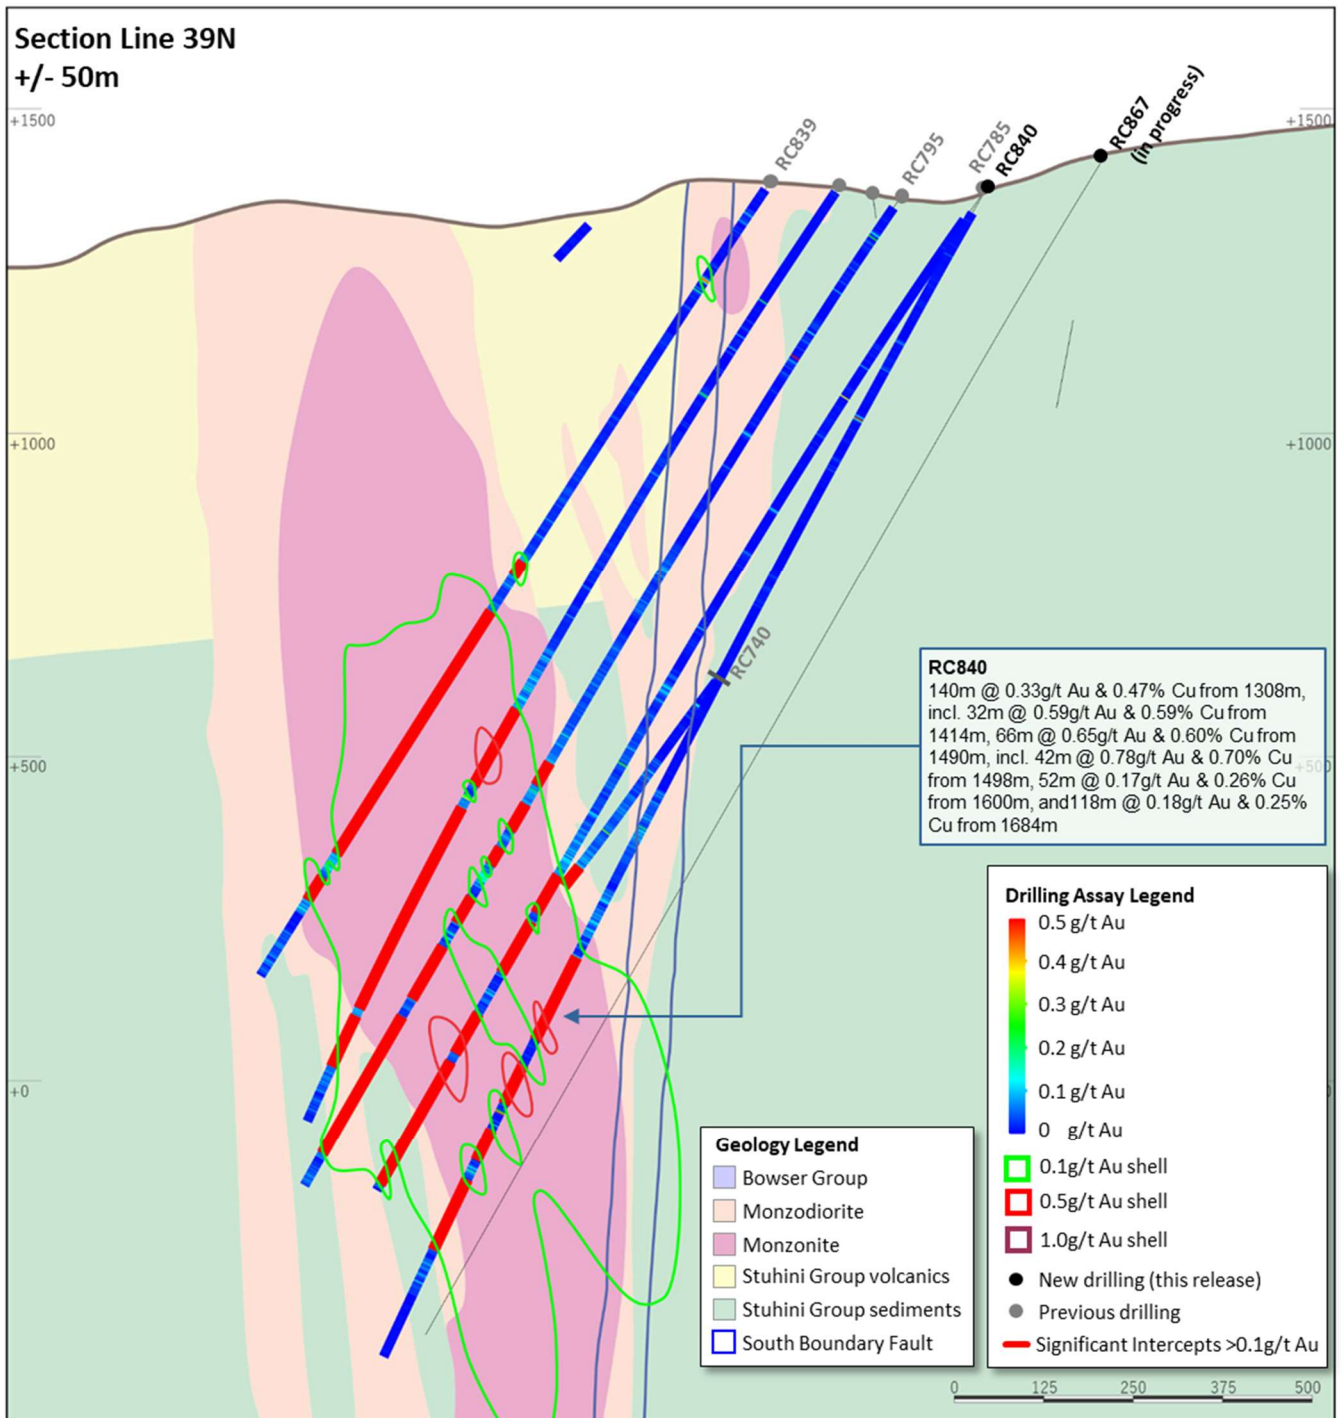 Section Line 39N
+/- 50m
+1500
+1500
RC839
RC795
RC785
RC840
RC867
(in progress)
+1000
+1000
RC740
+500
+500
RC840
140m @ 0.33g/t Au & 0.47% Cu from 1308m,
incl. 32m @ 0.59g/t Au & 0.59% Cu from
1414m, 66m @ 0.65g/t Au & 0.60% Cu from
1490m, incl. 42m @ 0.78g/t Au & 0.70% Cu
from 1498m, 52m @ 0.17g/t Au & 0.26% Cu
from 1600m, and118m @ 0.18g/t Au & 0.25%
Cu from 1684m
+0
Drilling Assay Legend
0.5 g/t Au
0.4 g/t Au
0.3 g/t Au
0.2 g/t Au
0.1 g/t Au
0 g/t Au
0.1g/t Au shell
0.5g/t Au shell
1.0g/t Au shell
New drilling (this release)
Previous drilling
Significant Intercepts >0.1g/t Au
Geology Legend
Bowser Group
Monzodiorite
Monzonite
Stuhini Group volcanics
Stuhini Group sediments
South Boundary Fault
0 125 250 375 500